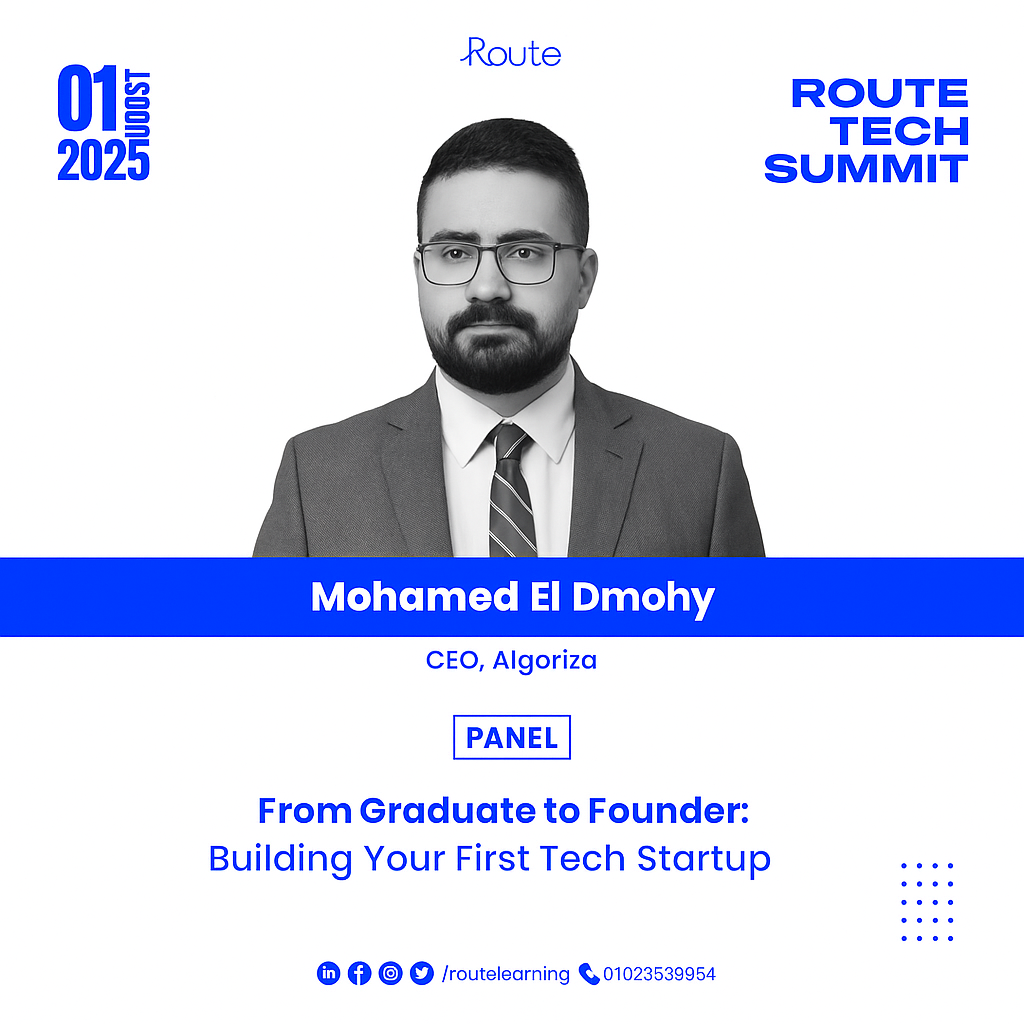 Route
01
UOOST
2025
ROUTE
TECH
SUMMIT
Mohamed El Dmohy
CEO, Algoriza
PANEL
From Graduate to Founder:
Building Your First Tech Startup
in f /routelearning 01023539954